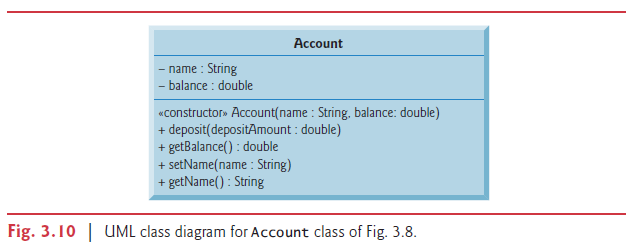 Account
– name : String
– balance : double
«constructor» Account(name : String, balance: double)
+ deposit(depositAmount : double)
+ getBalance() : double
+ setName(name : String)
+ getName() : String
Fig. 3.10 | UML class diagram for Account class of Fig. 3.8.